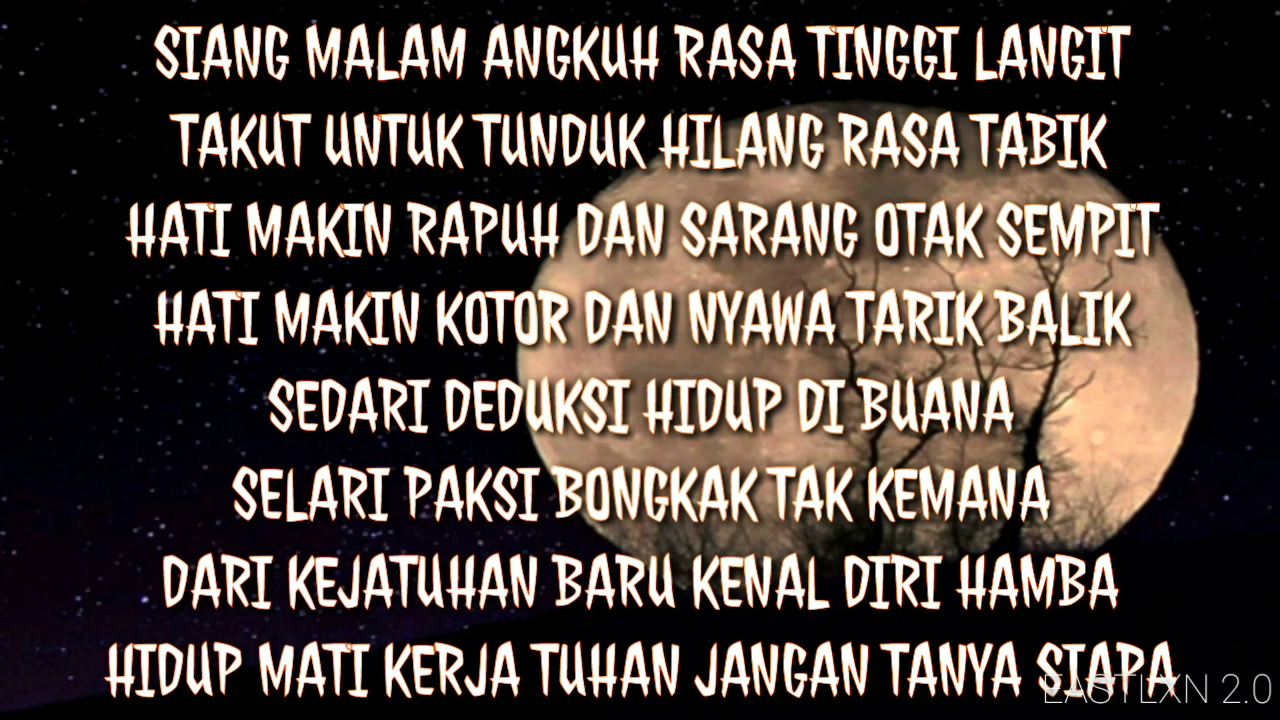 SIANG MALAM ANGKUH RASA TINGGI LANGIT
TAKUT UNTUK TUNDUK HILANG RASA TABIK
HATI MAKIN RAPUH DAN SARANG OTAK SEMPIT
HATI MAKIN KOTOR DAN NYAWA TARIK BALIK
SEDARI DEDUKSI HIDUP DI BUANA
SELARI PAKSI BONGKAK TAK KEMANA
DARI KEJATUHAN BARU KENAL DIRI HAMBA
HIDUP MATI KERJA TUHAN JANGAN TANYA SIAPA
EASTLXN 2.0